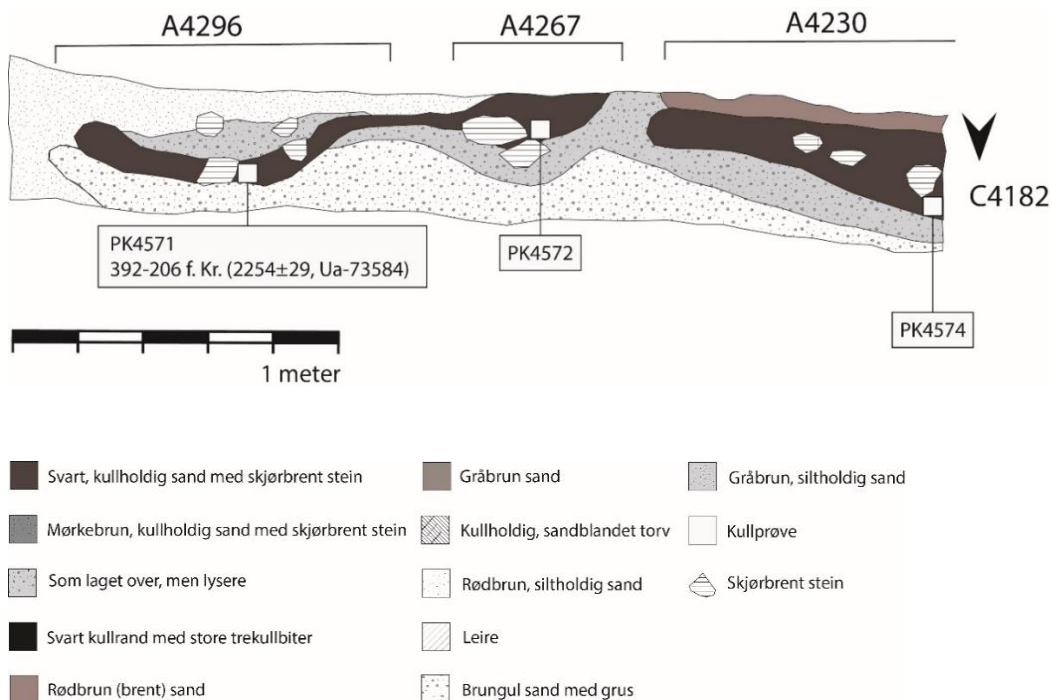 A4296
A4267
A4230
C4182
PK4571
392-206 f. Kr. (2254±29, Ua-73584)
PK4572
PK4574
1 meter
Svart, kullholdig sand med skjørbrent stein
Mørkebrun, kullholdig sand med skjørbrent stein
Som laget over, men lysere
Svart kullrand med store trekullbiter
Rødbrun (brent) sand
Gråbrun sand
Kullholdig, sandblandet torv
Rødbrun, siltholdig sand
Leire
Brungul sand med grus
Gråbrun, siltholdig sand
Kullprøve
Skjørbrent stein